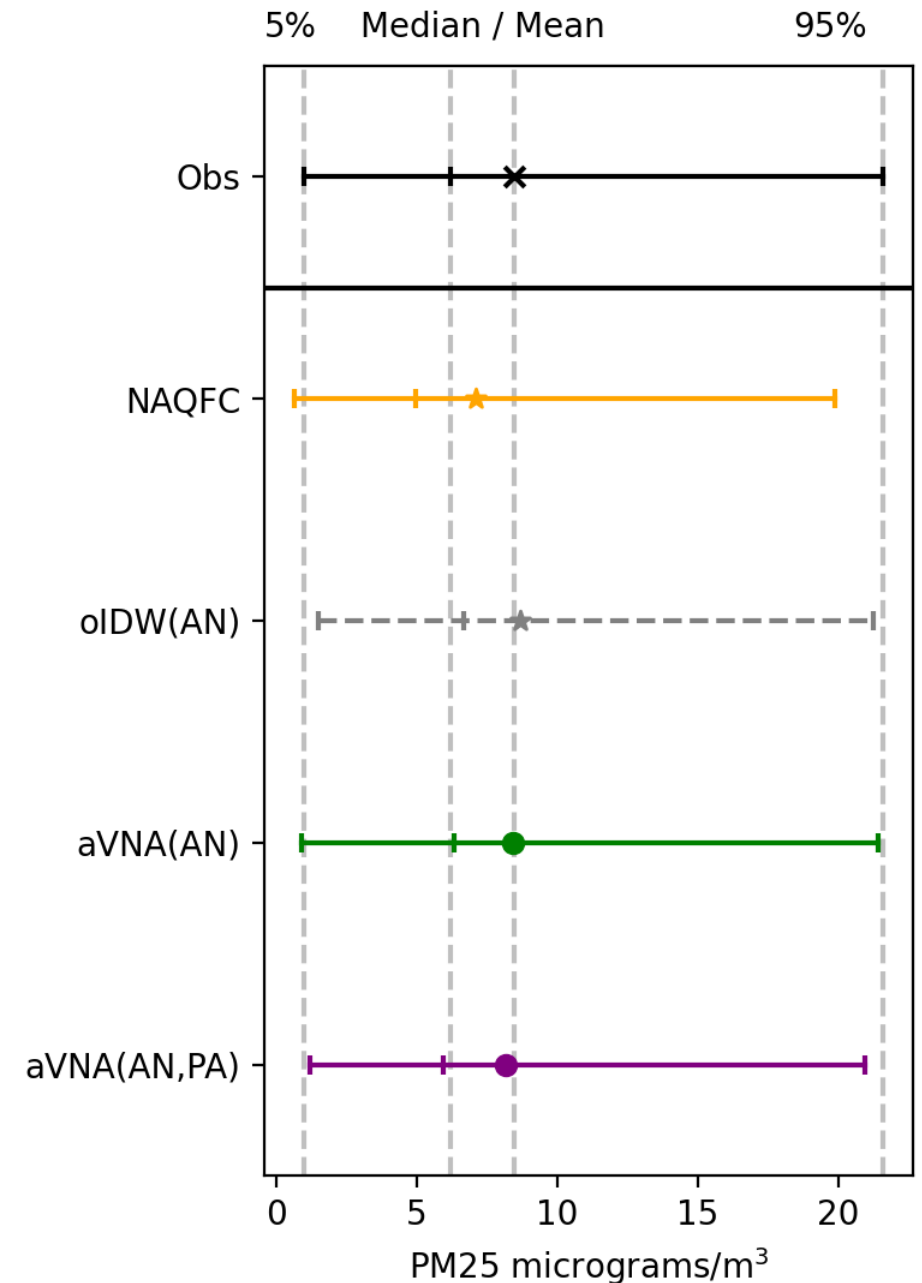 5% Median / Mean 95%
Obs
NAQFC
oIDW(AN)
aVNA(AN)
aVNA(AN,PA)
0 5 10 15 20
PM25 micrograms/m³